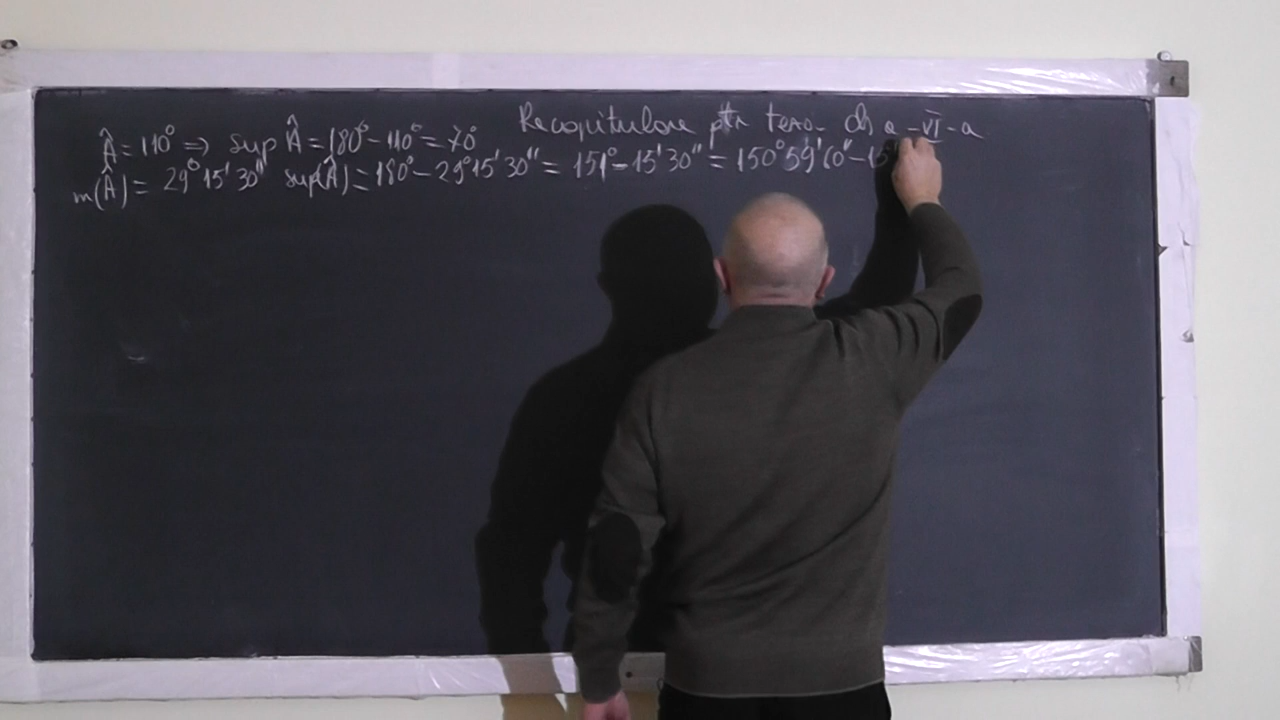 Recapitulare ptr teza cls a-VI-a
Â=110° ⇒ sup Â=180°-110°=70°
m(Â)= 29°15'30" sup(Â)=180°-29°15'30"= 151°-15'30"= 150°59'60"-15